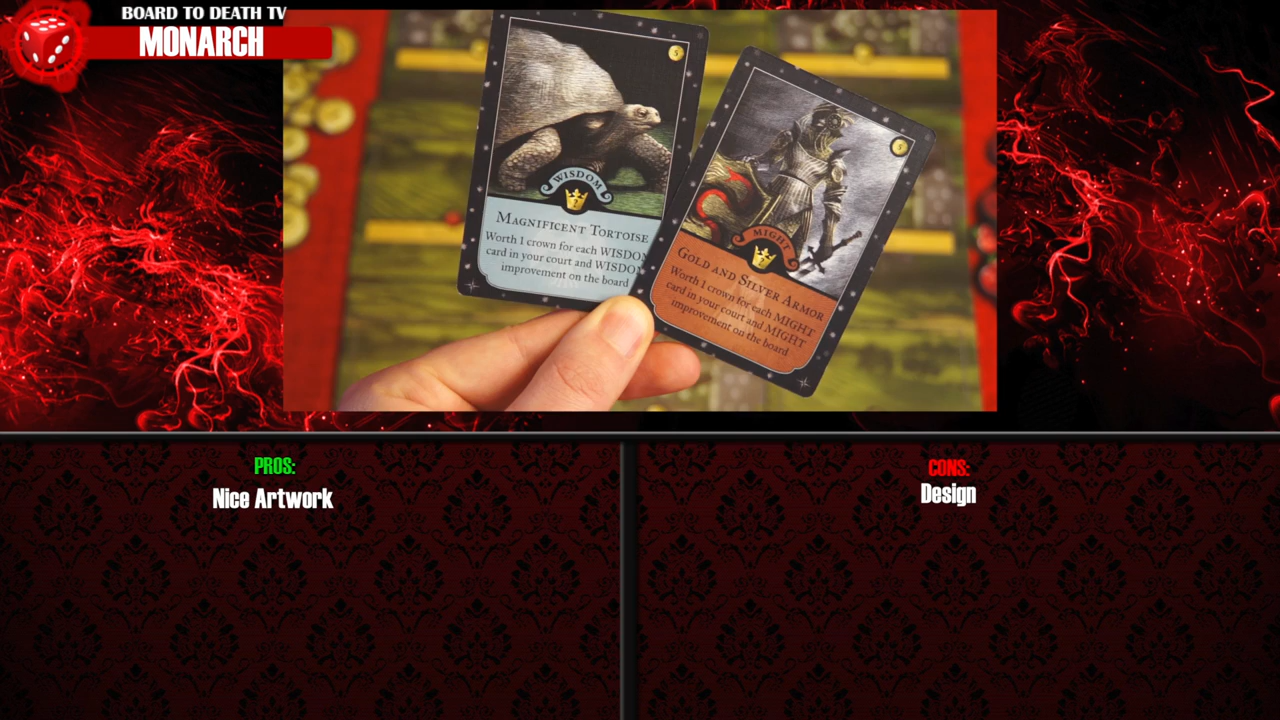 BOARD TO DEATH TV
MONARCH
5
WISDOM
?
MAGNIFICENT TORTOISE
Worth 1 crown for each WISDOM
card in your court and WISDOM
improvement on the board
5
MIGHT
?
GOLD AND SILVER ARMOR
Worth 1 crown for each MIGHT
card in your court and MIGHT
improvement on the board
PROS:
Nice Artwork
CONS:
Design